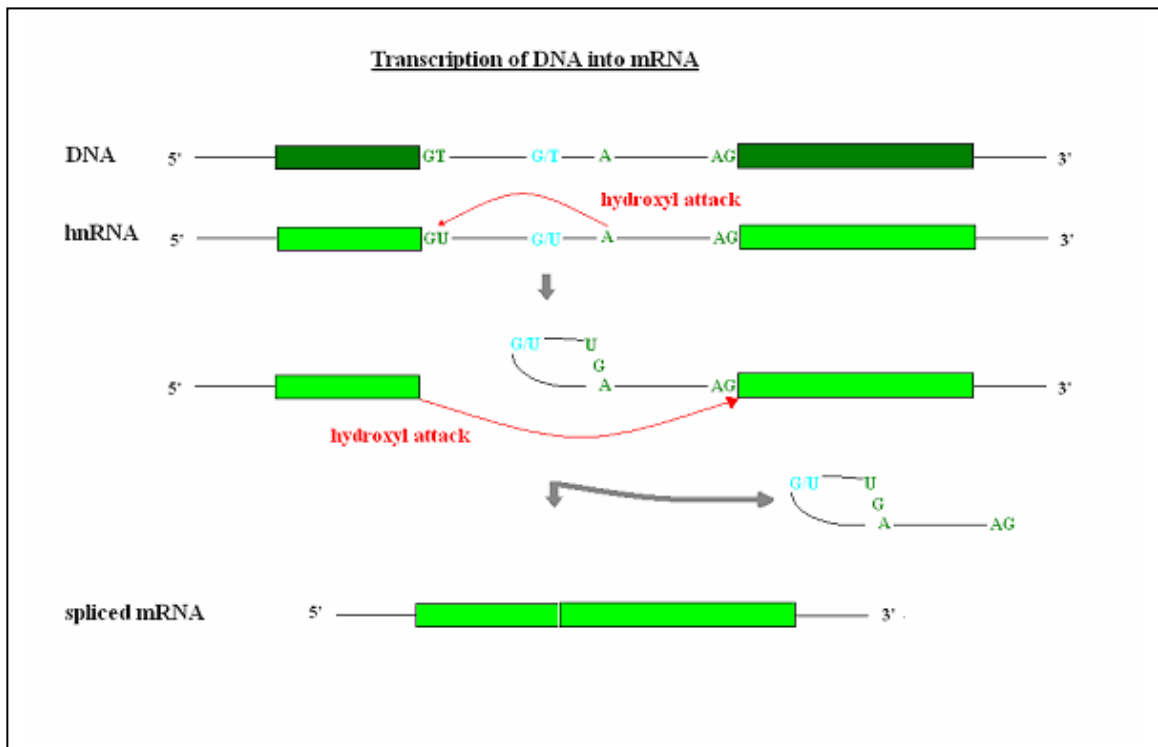 Transcription of DNA into mRNA
DNA 5' GT G/T A AG 3'
hydroxyl attack
hnRNA 5' GU G/U A AG 3'
G/U U
G
5' A AG 3'
hydroxyl attack
G/U U
G
A AG
spliced mRNA 5' 3'